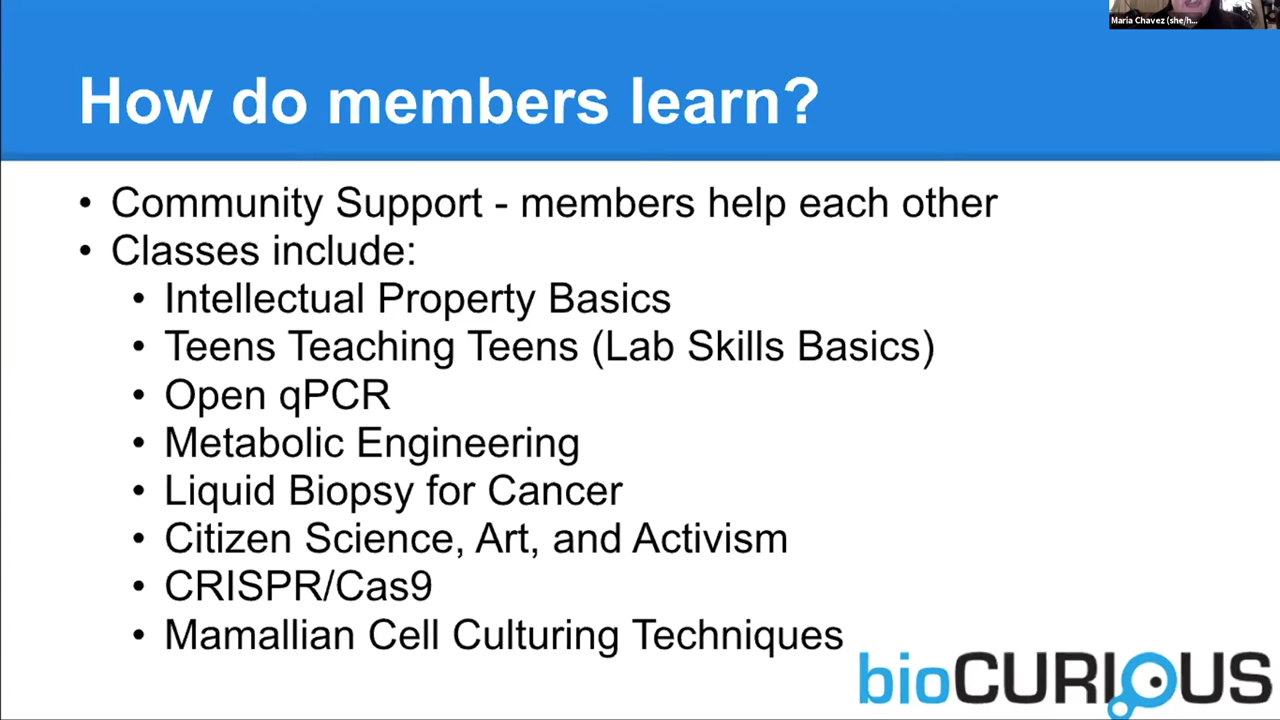 Maria Chavez (she/h...
How do members learn?
• Community Support - members help each other
• Classes include:
• Intellectual Property Basics
• Teens Teaching Teens (Lab Skills Basics)
• Open qPCR
• Metabolic Engineering
• Liquid Biopsy for Cancer
• Citizen Science, Art, and Activism
• CRISPR/Cas9
• Mamallian Cell Culturing Techniques
bioCURIOUS